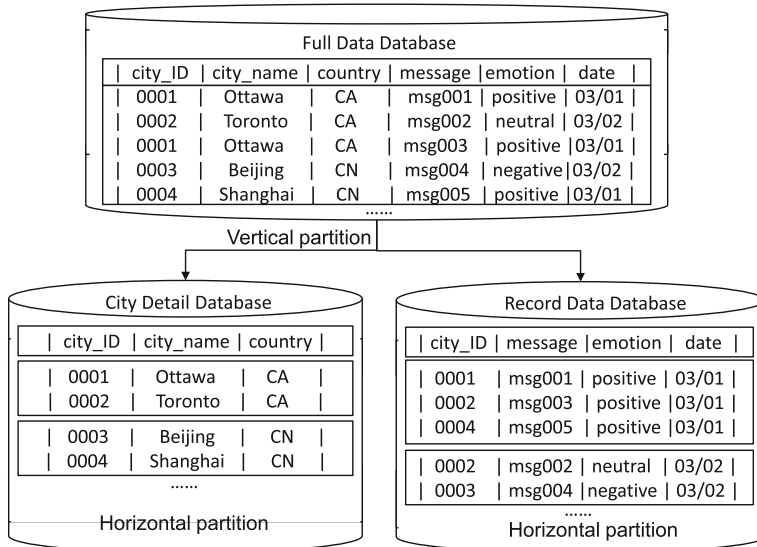 Full Data Database
| city_ID | city_name | country | message |emotion | date |
| 0001 | Ottawa | CA | msg001 | positive | 03/01 |
| 0002 | Toronto | CA | msg002 | neutral | 03/02 |
| 0001 | Ottawa | CA | msg003 | positive | 03/01 |
| 0003 | Beijing | CN | msg004 | negative |03/02 |
| 0004 | Shanghai | CN | msg005 | positive |03/01 |
......
Vertical partition
City Detail Database
| city_ID | city_name | country |
| 0001 | Ottawa | CA |
| 0002 | Toronto | CA |
| 0003 | Beijing | CN |
| 0004 | Shanghai | CN |
......
Horizontal partition
Record Data Database
| city_ID | message |emotion | date |
| 0001 | msg001 | positive | 03/01 |
| 0002 | msg003 | positive | 03/01 |
| 0004 | msg005 | positive | 03/01 |
| 0002 | msg002 | neutral | 03/02 |
| 0003 | msg004 |negative | 03/02 |
......
Horizontal partition